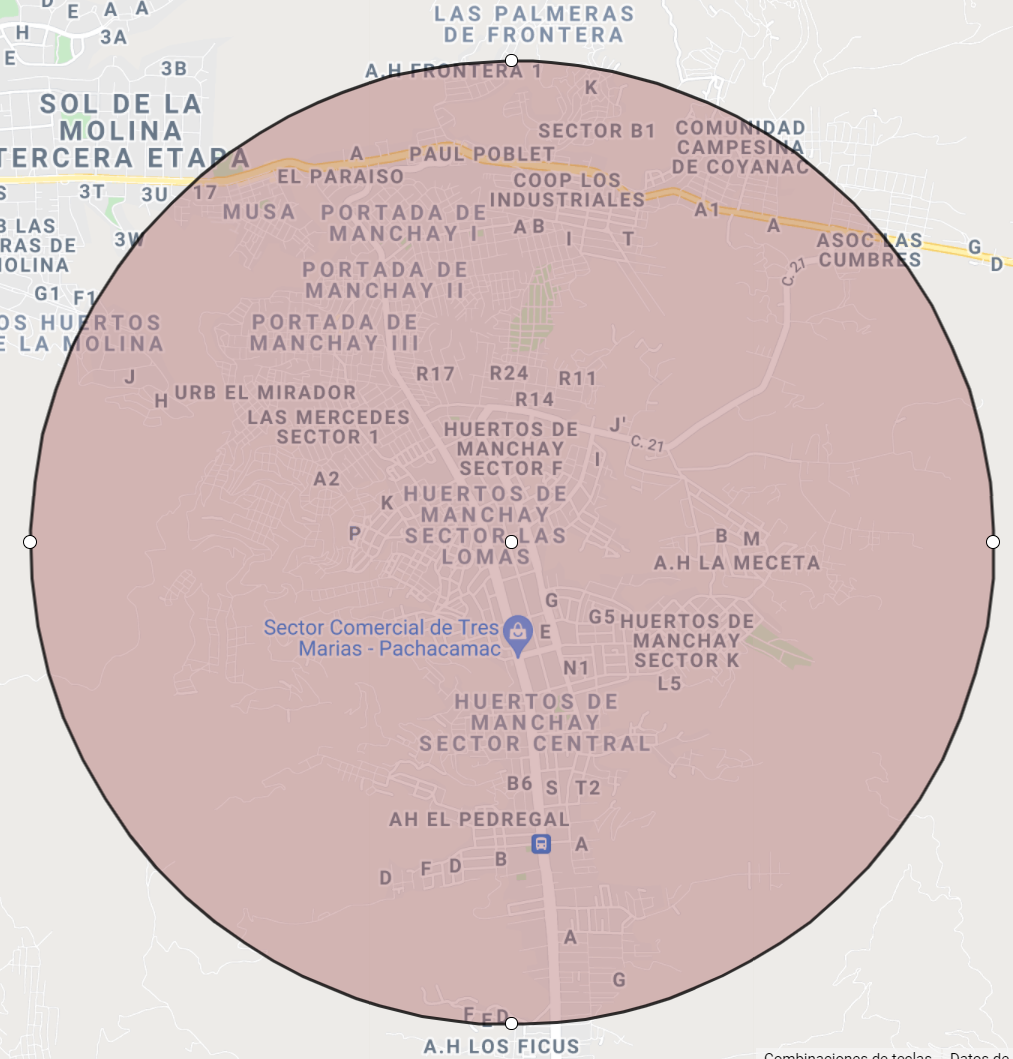 D
E
A
A
H
3A
E
3B
LAS PALMERAS
DE FRONTERA
A.H FRONTERA 1
K
SOL DE LA
MOLINA
TERCERA ETAPA
SECTOR B1
COMUNIDAD
CAMPESINA
DE COYANAC
A
PAUL POBLET
EL PARAISO
COOP LOS
INDUSTRIALES
S
3T
3U
17
MUSA
PORTADA DE
MANCHAY I
A B
I
T
A1
A
B LAS
RAS DE
MOLINA
3W
ASOC LAS
CUMBRES
G
D
G1
F1
PORTADA DE
MANCHAY II
C. 27
OS HUERTOS
E LA MOLINA
PORTADA DE
MANCHAY III
J
H
URB EL MIRADOR
R17
R24
R11
R14
LAS MERCEDES
SECTOR 1
HUERTOS DE
MANCHAY
SECTOR F
J'
C. 21
I
A2
K
P
HUERTOS DE
MANCHAY
SECTOR LAS
LOMAS
B
M
A.H LA MECETA
G
G5
E
Sector Comercial de Tres
Marias - Pachacamac
HUERTOS DE
MANCHAY
SECTOR K
N1
L5
HUERTOS DE
MANCHAY
SECTOR CENTRAL
B6
S
T2
AH EL PEDREGAL
A
B
D
F
D
A
G
F
E
D
A.H LOS FICUS
Combinaciones de teclas
Datos de